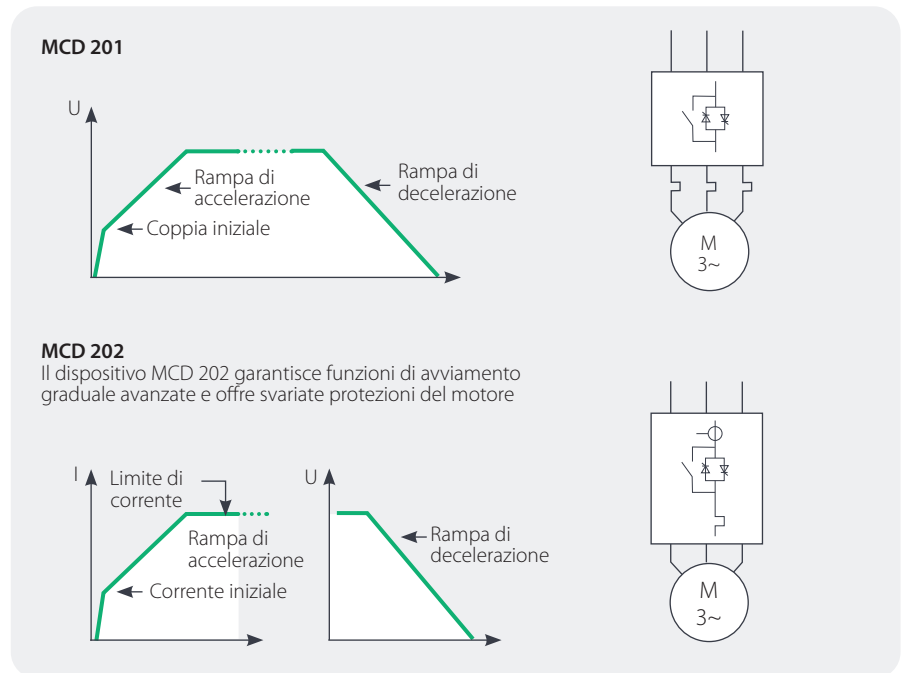 MCD 201
U
Rampa di
accelerazione
Coppia iniziale
Rampa di
decelerazione
M
3~
MCD 202
Il dispositivo MCD 202 garantisce funzioni di avviamento
graduale avanzate e offre svariate protezioni del motore
I
Limite di
corrente
Rampa di
accelerazione
Corrente iniziale
U
Rampa di
decelerazione
M
3~